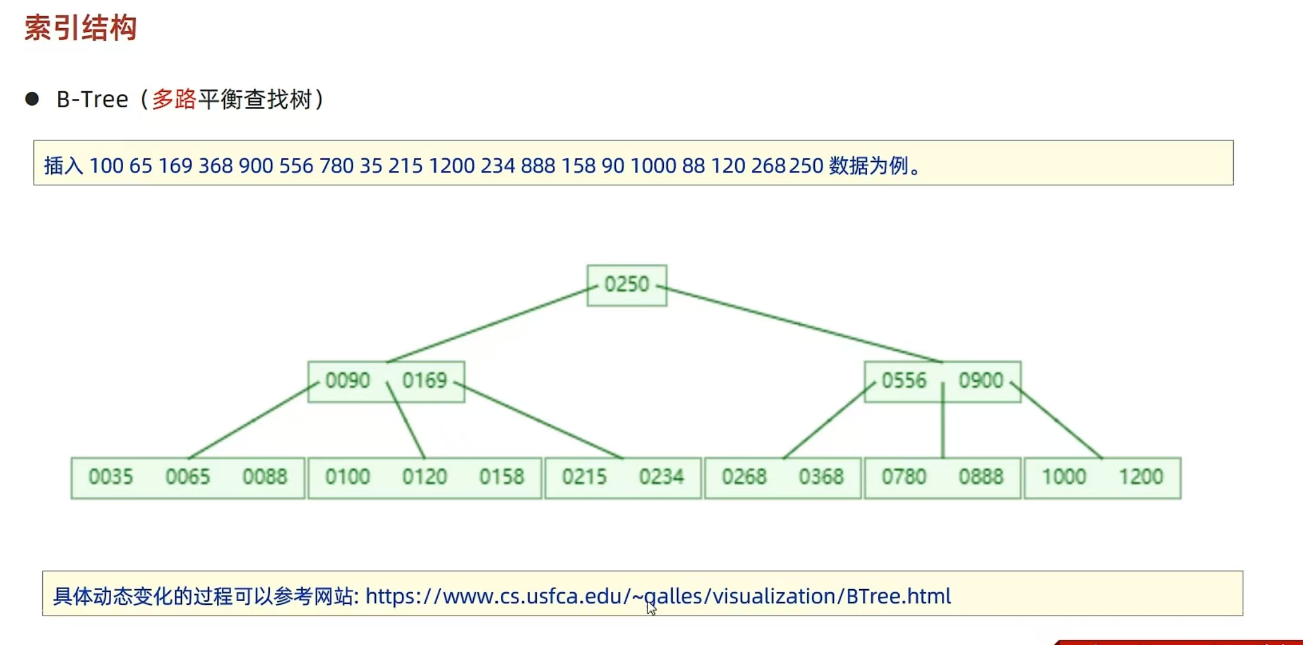 索引结构
● B-Tree（多路平衡查找树）
插入 100 65 169 368 900 556 780 35 215 1200 234 888 158 90 1000 88 120 268 250 数据为例。
0250
0090 0169 0556 0900
0035 0065 0088 0100 0120 0158 0215 0234 0268 0368 0780 0888 1000 1200
具体动态变化的过程可以参考网站: https://www.cs.usfca.edu/~galles/visualization/BTree.html